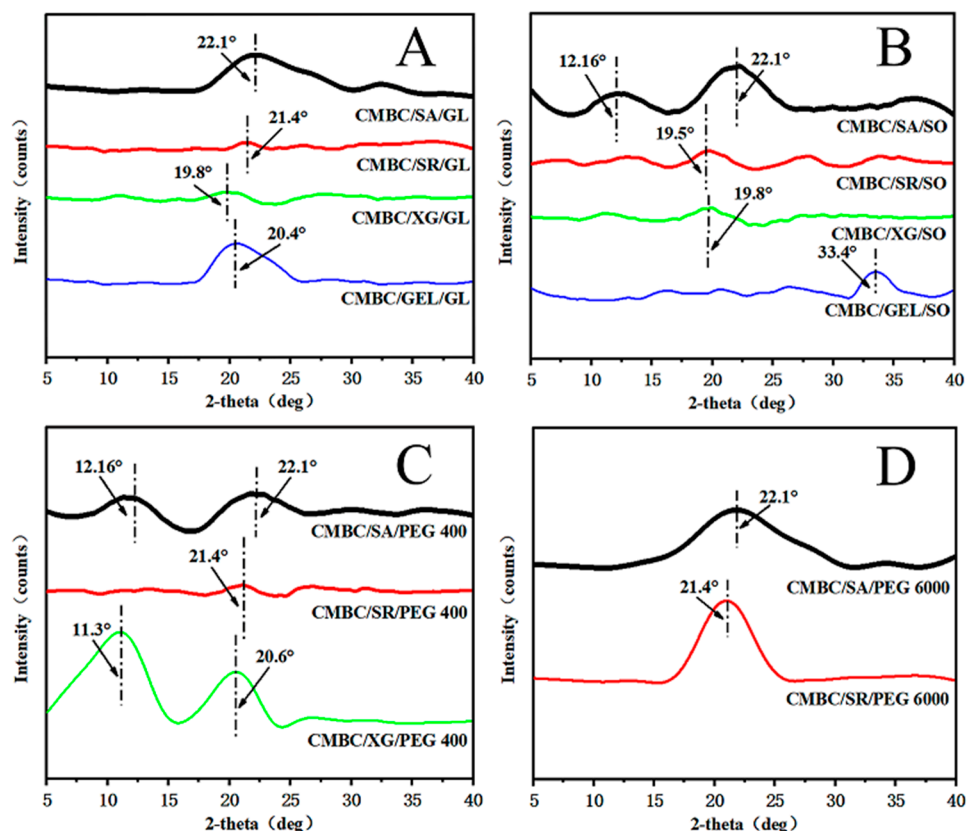 A
22.1°
CMBC/SA/GL
21.4°
CMBC/SR/GL
19.8°
CMBC/XG/GL
20.4°
CMBC/GEL/GL
Intensity（counts）
5 10 15 20 25 30 35 40
2-theta（deg）
B
12.16°
22.1°
CMBC/SA/SO
19.5°
CMBC/SR/SO
19.8°
CMBC/XG/SO
33.4°
CMBC/GEL/SO
Intensity（counts）
5 10 15 20 25 30 35 40
2-theta（deg）
C
12.16°
22.1°
CMBC/SA/PEG 400
21.4°
CMBC/SR/PEG 400
11.3°
20.6°
CMBC/XG/PEG 400
Intensity（counts）
5 10 15 20 25 30 35 40
2-theta（deg）
D
22.1°
CMBC/SA/PEG 6000
21.4°
CMBC/SR/PEG 6000
Intensity（counts）
5 10 15 20 25 30 35 40
2-theta（deg）